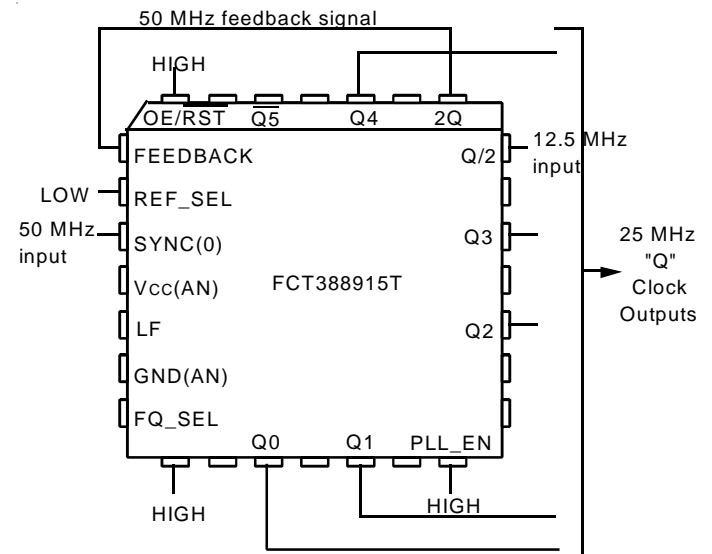 50 MHz feedback signal
HIGH
OE/RST Q5 Q4 2Q
FEEDBACK
Q/2
12.5 MHz
input
LOW
REF_SEL
50 MHz
input
SYNC(0)
Q3
25 MHz
"Q"
Clock
Outputs
VCC(AN)
FCT388915T
LF
Q2
GND(AN)
FQ_SEL
Q0 Q1 PLL_EN
HIGH
HIGH